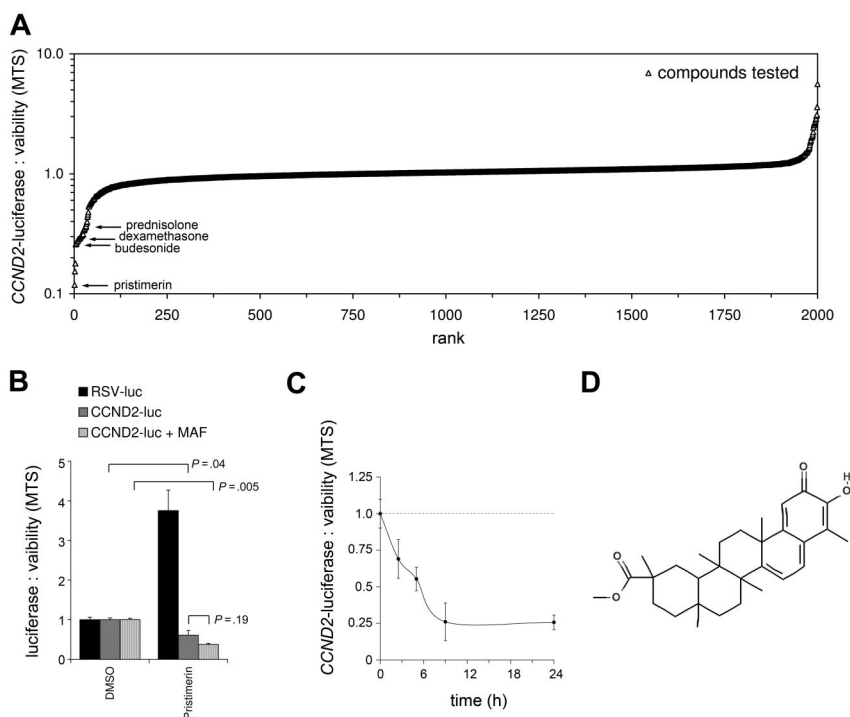 A
CCND2-luciferase : vaibility (MTS)
10.0
1.0
0.1
compounds tested
prednisolone
dexamethasone
budesonide
pristimerin
0 250 500 750 1000 1250 1500 1750 2000
rank
B
RSV-luc
CCND2-luc
CCND2-luc + MAF
luciferase : vaibility (MTS)
5
4
3
2
1
0
P = .04
P = .005
P = .19
DMSO
Pristimerin
C
CCND2-luciferase : vaibility (MTS)
1.25
1.0
0.75
0.5
0.25
0 6 12 18 24
time (h)
D
O
H
O
O
O